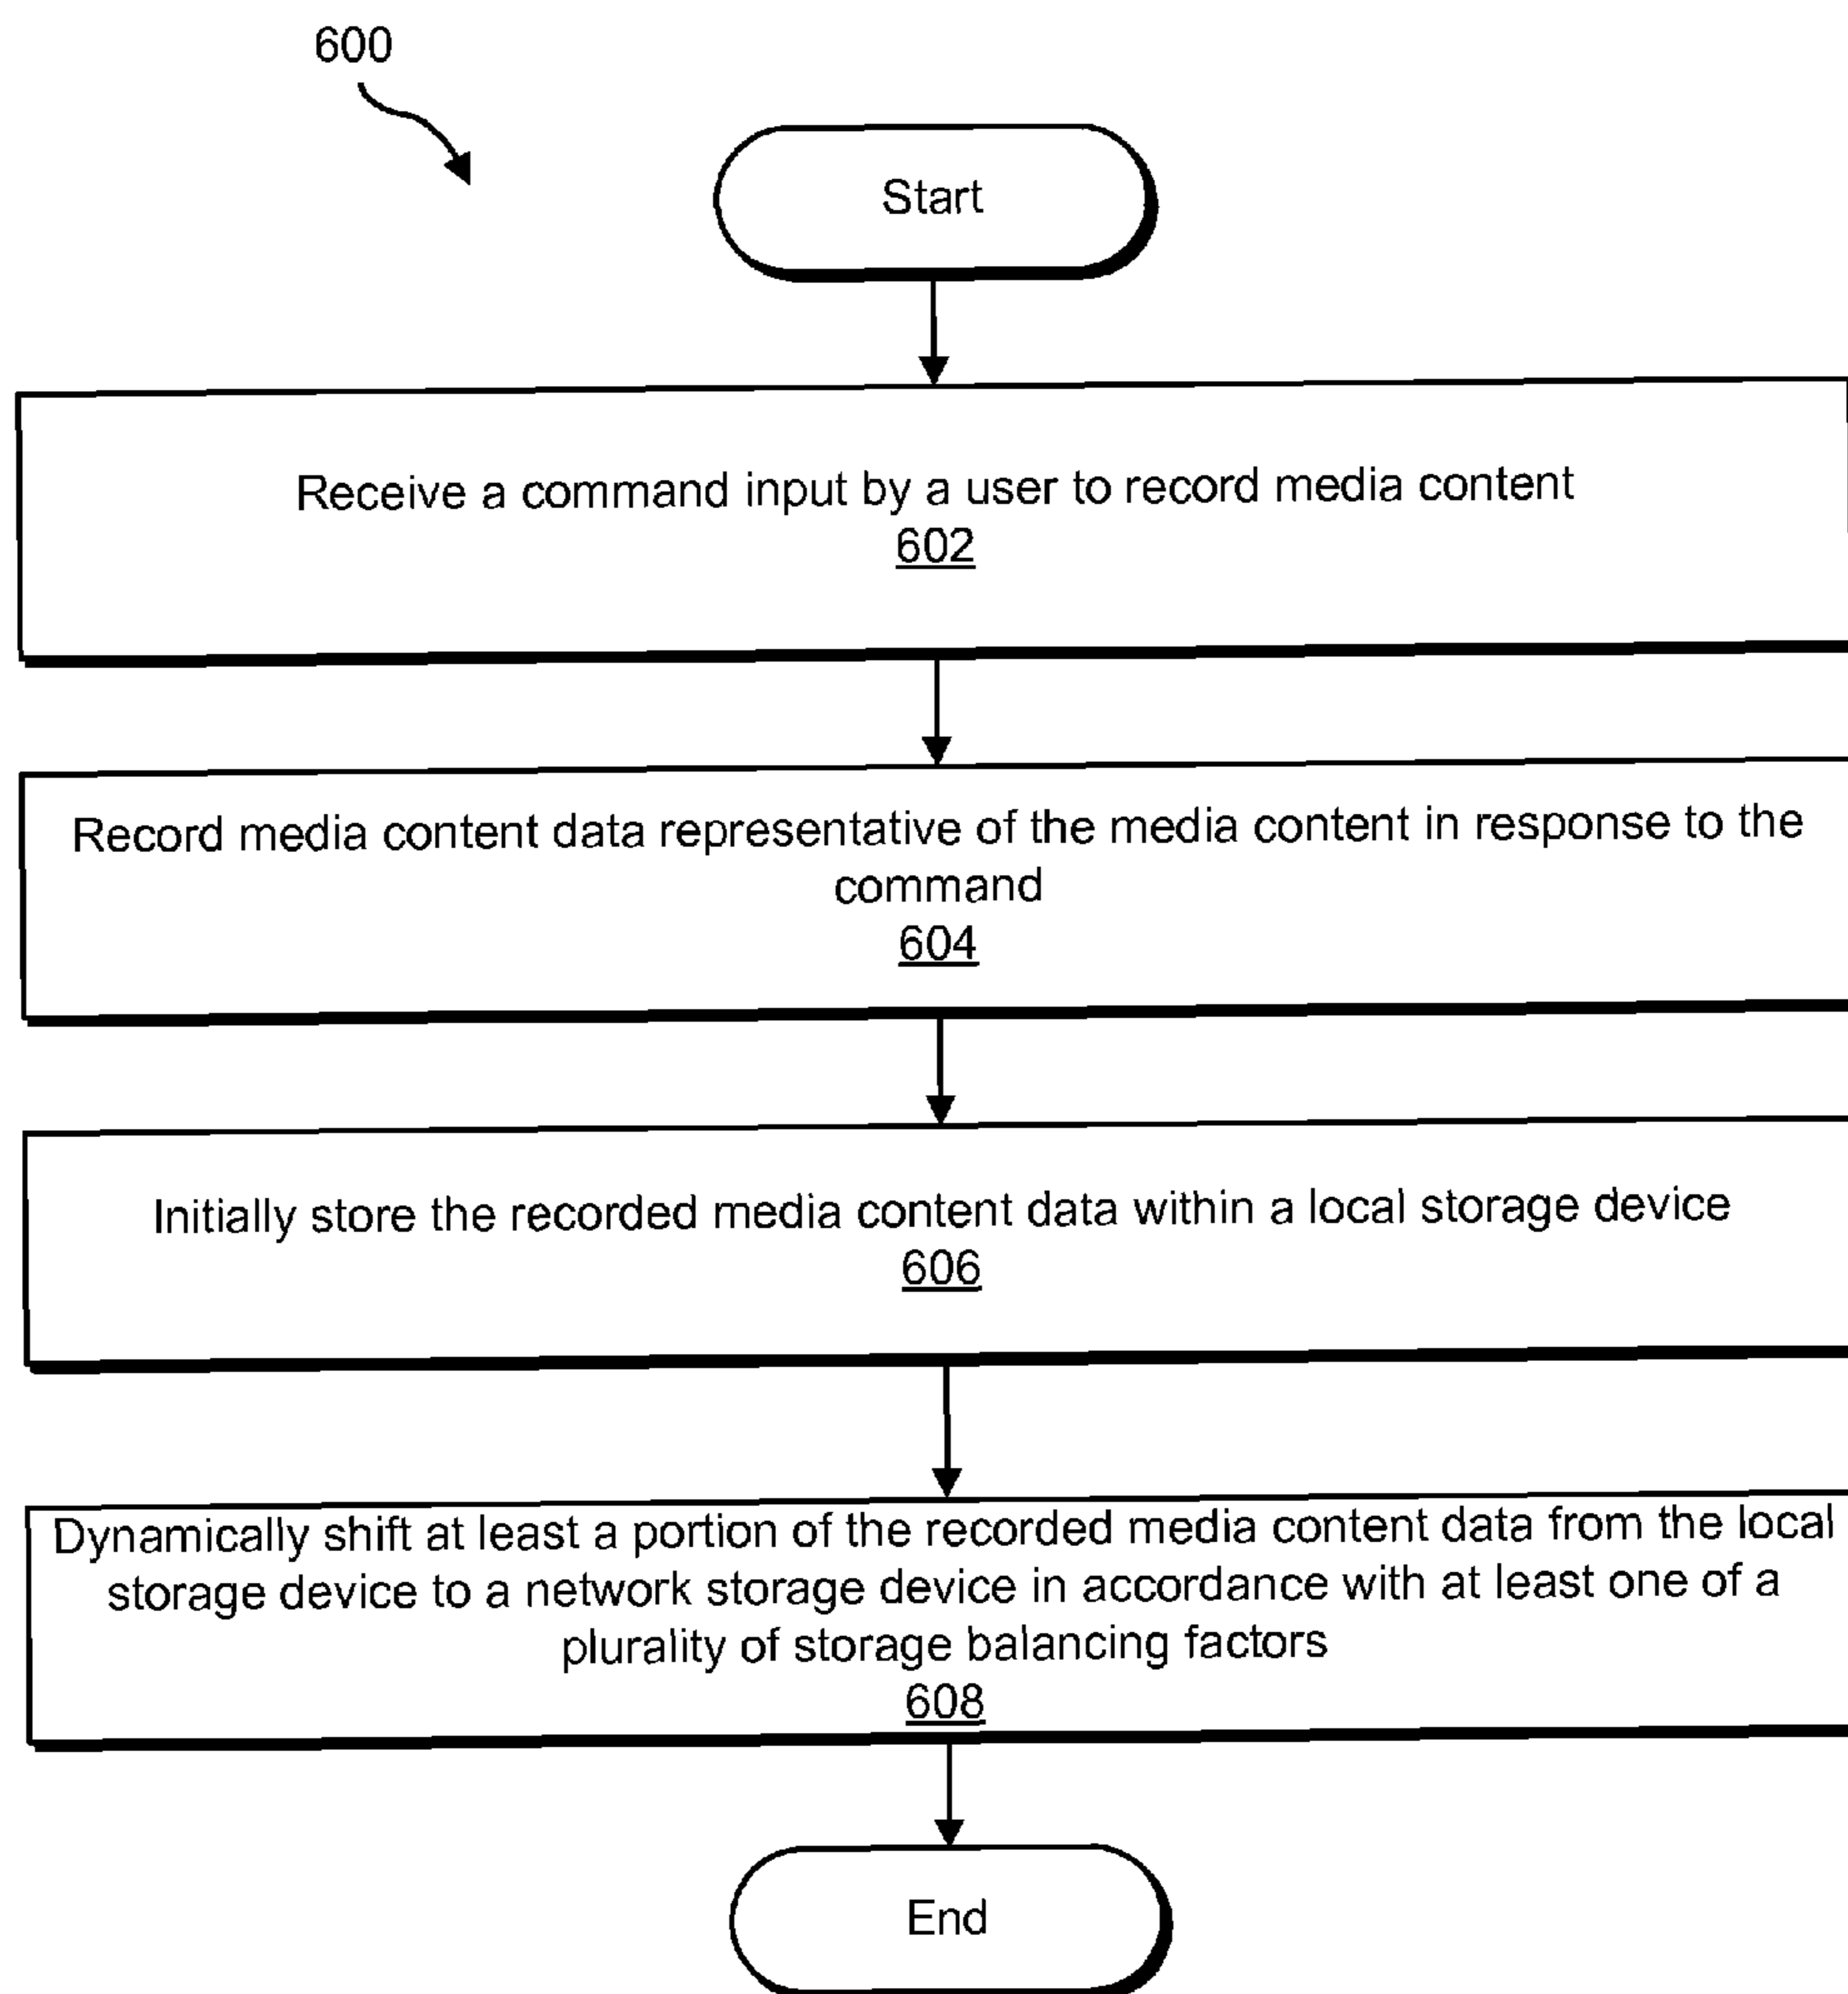 600
Start
Receive a command input by a user to record media content
602
Record media content data representative of the media content in response to the
command
604
Initially store the recorded media content data within a local storage device
606
Dynamically shift at least a portion of the recorded media content data from the local
storage device to a network storage device in accordance with at least one of a
plurality of storage balancing factors
608
End